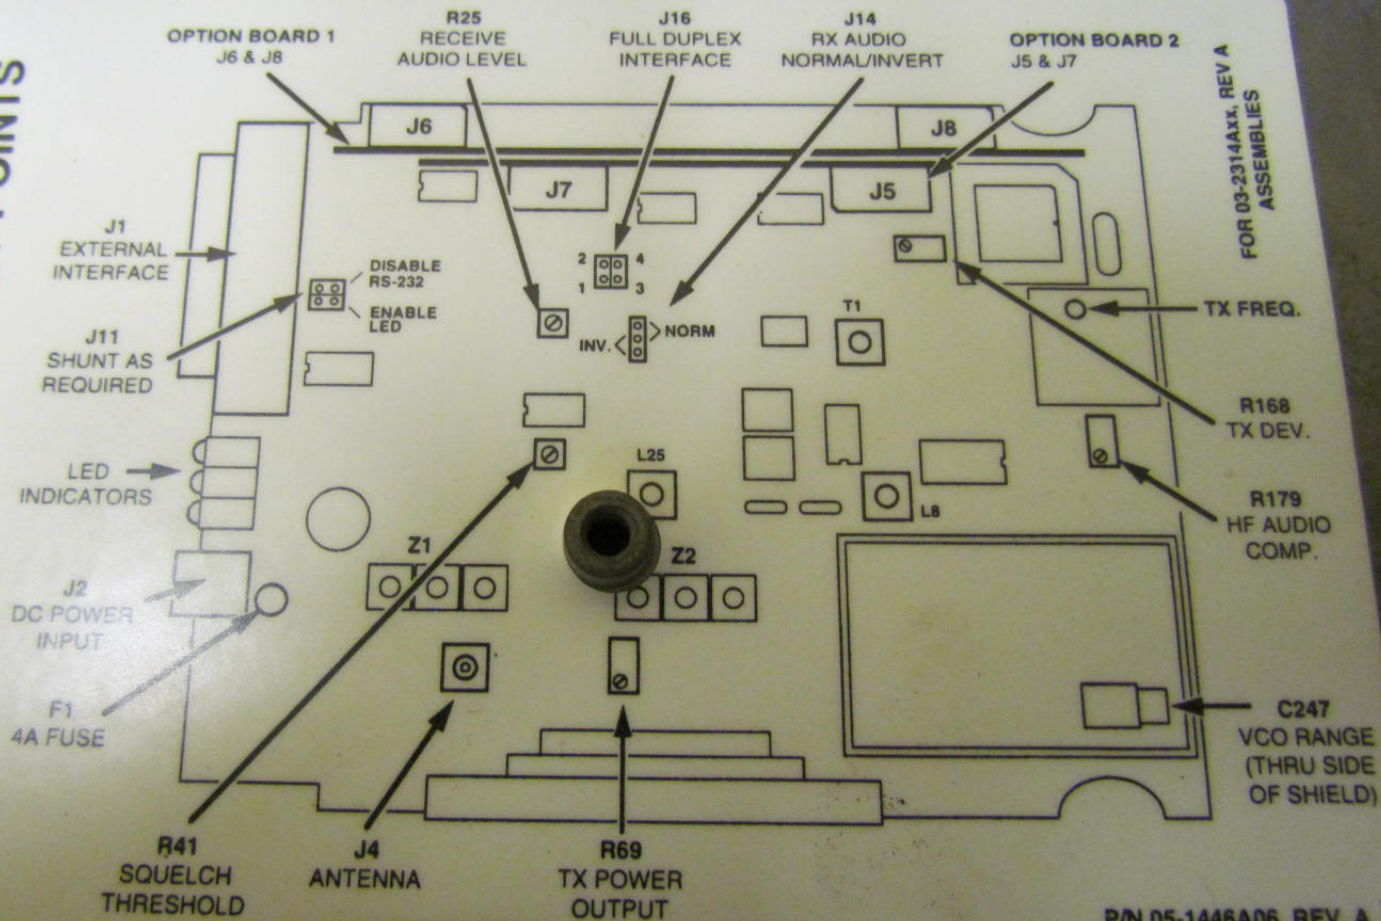 OPTION BOARD 1
J6 & J8
R25
RECEIVE
AUDIO LEVEL
J16
FULL DUPLEX
INTERFACE
J14
RX AUDIO
NORMAL/INVERT
OPTION BOARD 2
J5 & J7
FOR 03-2314Axx, REV A
ASSEMBLIES
POINTS
J6
J8
J7
J5
J1
EXTERNAL
INTERFACE
DISABLE
RS-232
ENABLE
LED
2
4
1
3
NORM
INV.
T1
TX FREQ.
J11
SHUNT AS
REQUIRED
R168
TX DEV.
LED
INDICATORS
L25
L8
R179
HF AUDIO
COMP.
Z1
Z2
J2
DC POWER
INPUT
F1
4A FUSE
C247
VCO RANGE
(THRU SIDE
OF SHIELD)
R41
SQUELCH
THRESHOLD
J4
ANTENNA
R69
TX POWER
OUTPUT
P/N 05-1446A06, REV. A